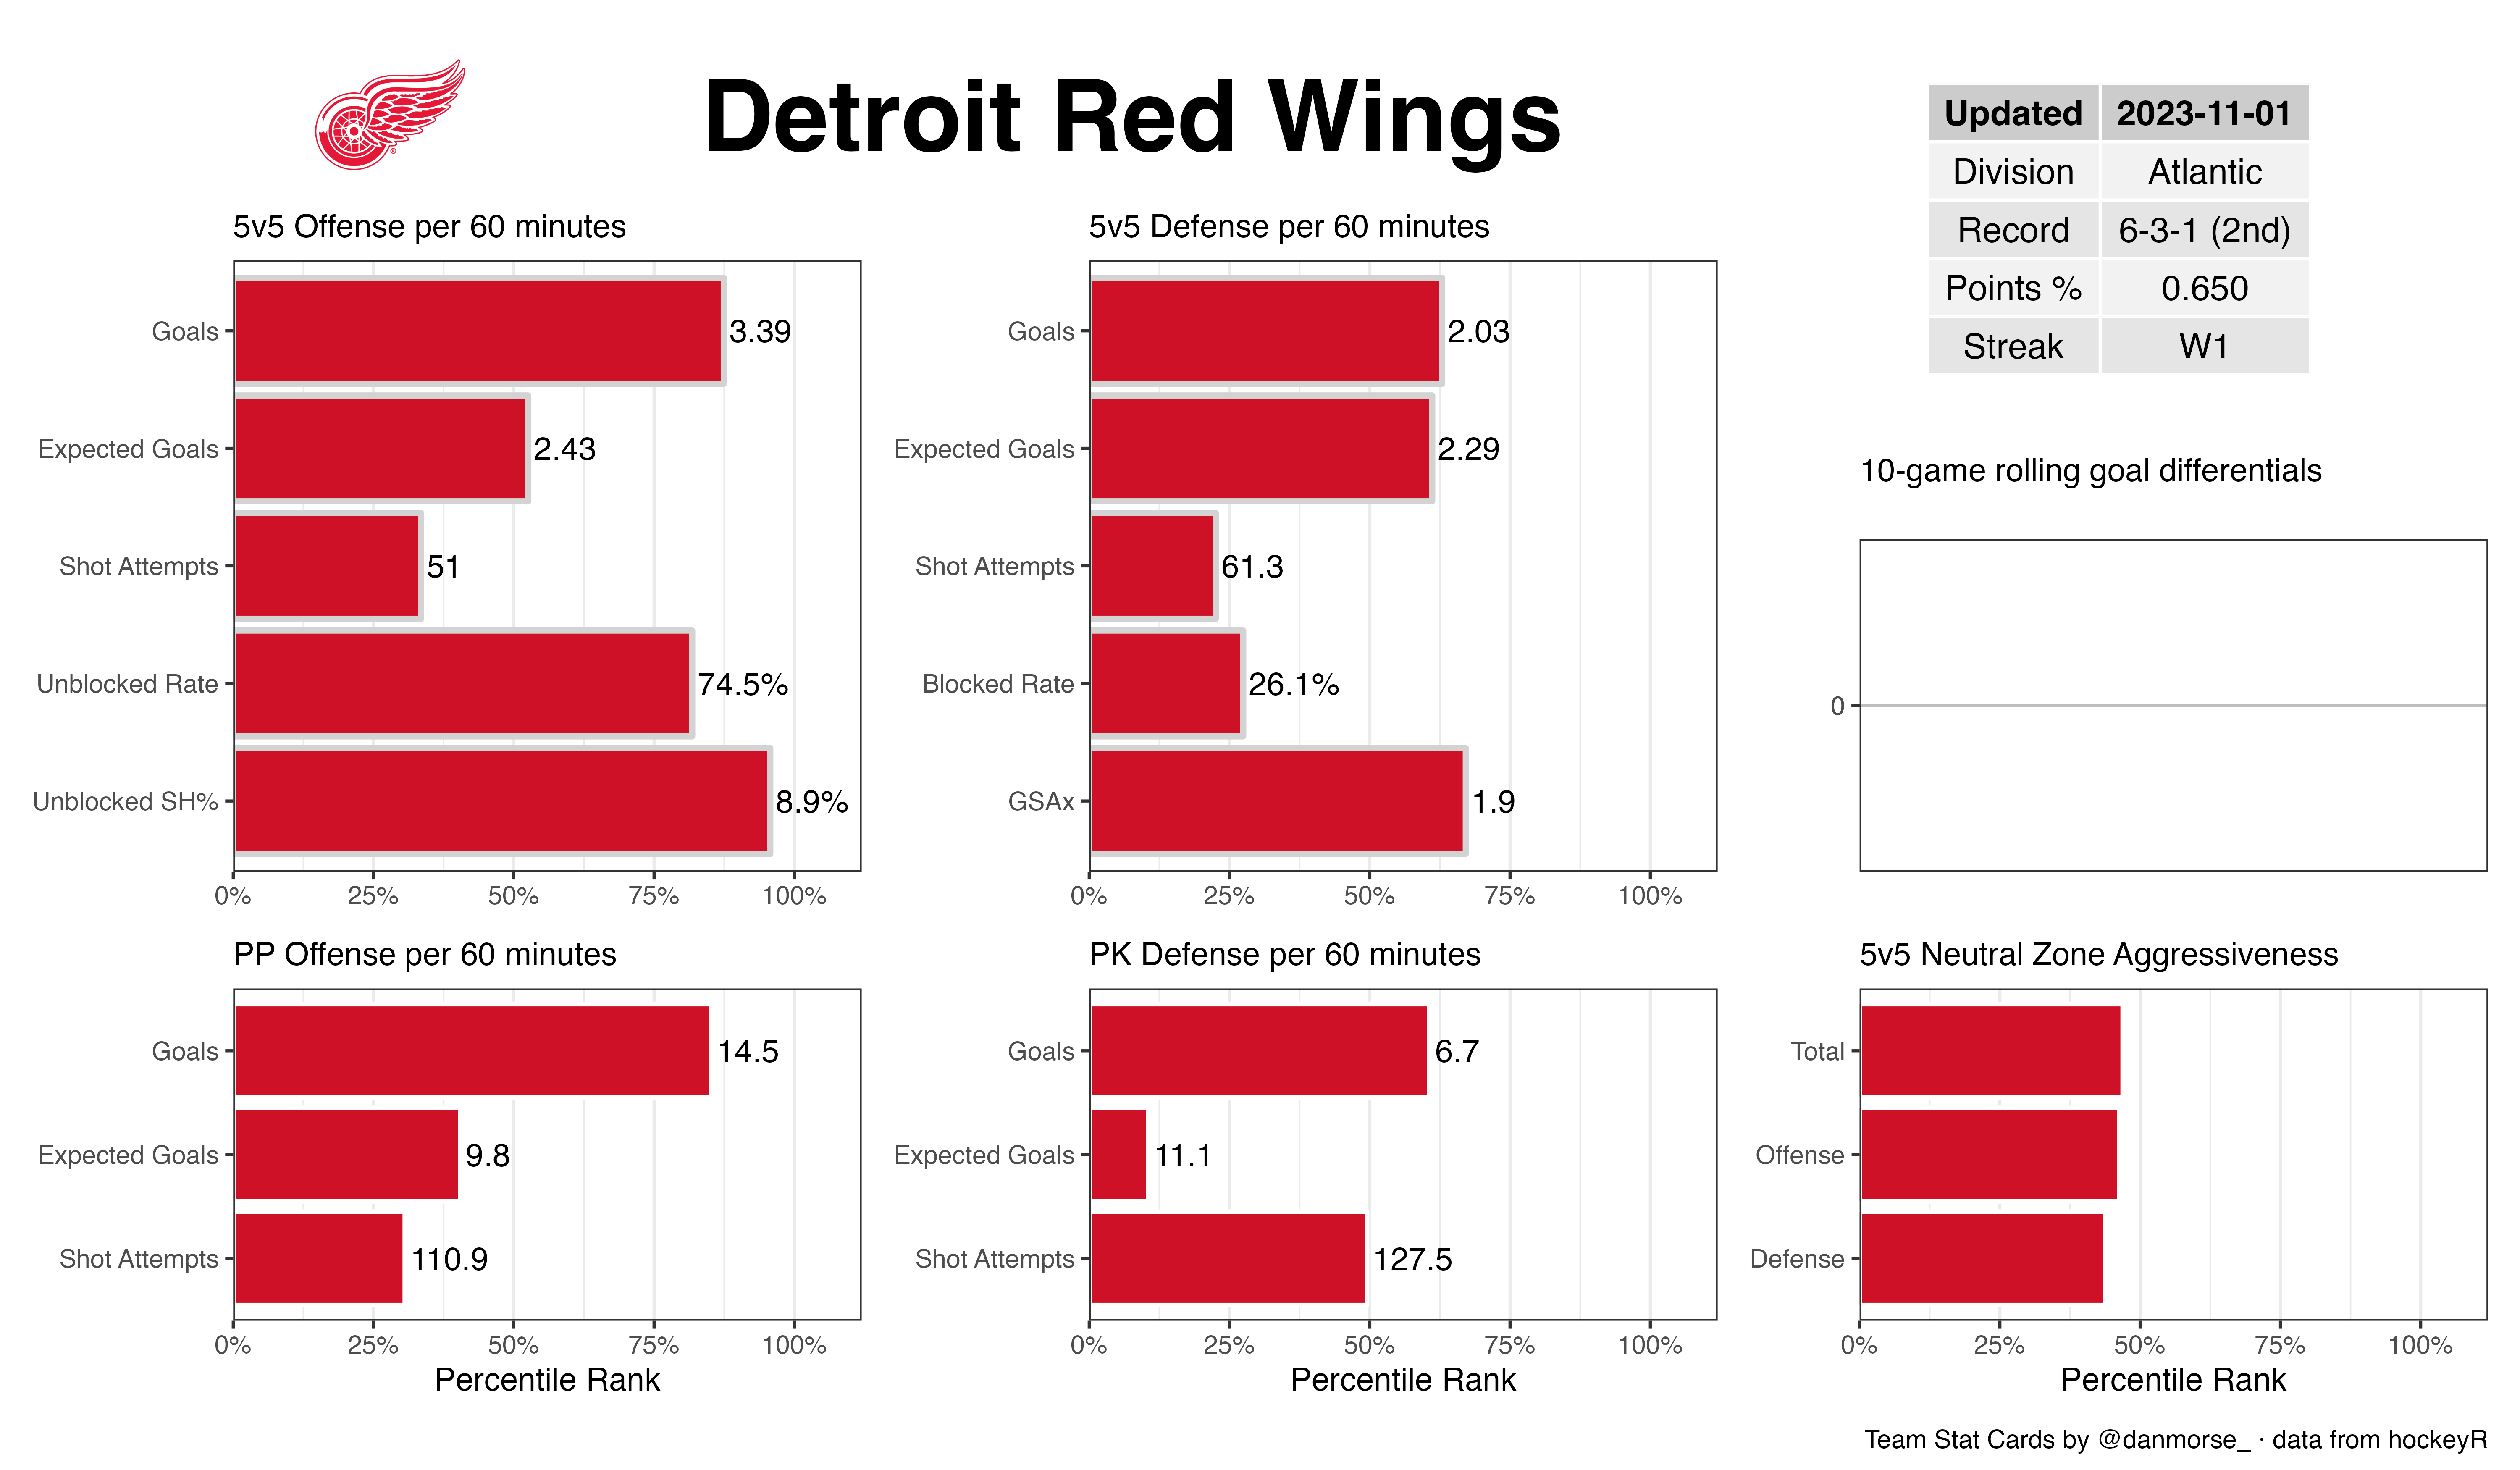 Detroit Red Wings
Updated 2023-11-01
Division Atlantic
Record 6-3-1 (2nd)
Points % 0.650
Streak W1
5v5 Offense per 60 minutes
Goals 3.39
Expected Goals 2.43
Shot Attempts 51
Unblocked Rate 74.5%
Unblocked SH% 8.9%
0% 25% 50% 75% 100%
5v5 Defense per 60 minutes
Goals 2.03
Expected Goals 2.29
Shot Attempts 61.3
Blocked Rate 26.1%
GSAx 1.9
0% 25% 50% 75% 100%
10-game rolling goal differentials
0
PP Offense per 60 minutes
Goals 14.5
Expected Goals 9.8
Shot Attempts 110.9
0% 25% 50% 75% 100%
Percentile Rank
PK Defense per 60 minutes
Goals 6.7
Expected Goals 11.1
Shot Attempts 127.5
0% 25% 50% 75% 100%
Percentile Rank
5v5 Neutral Zone Aggressiveness
Total
Offense
Defense
0% 25% 50% 75% 100%
Percentile Rank
Team Stat Cards by @danmorse_ · data from hockeyR